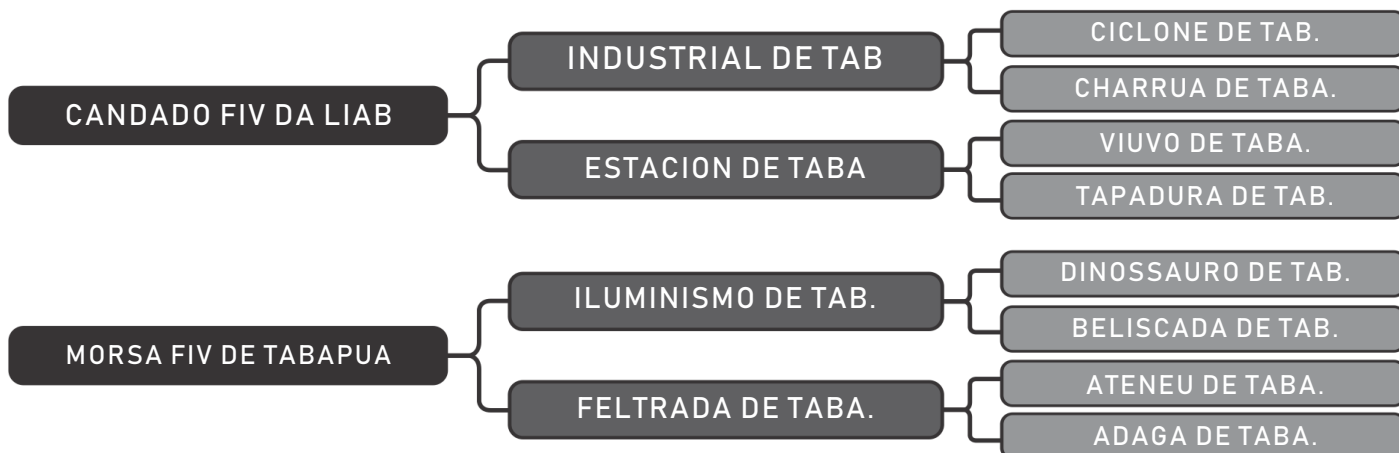 CANDADO FIV DA LIAB
INDUSTRIAL DE TAB
CICLONE DE TAB.
CHARRUA DE TABA.
ESTACION DE TABA
VIUVO DE TABA.
TAPADURA DE TAB.
MORSA FIV DE TABAPUA
ILUMINISMO DE TAB.
DINOSSAURO DE TAB.
BELISCADA DE TAB.
FELTRADA DE TABA.
ATENEU DE TABA.
ADAGA DE TABA.